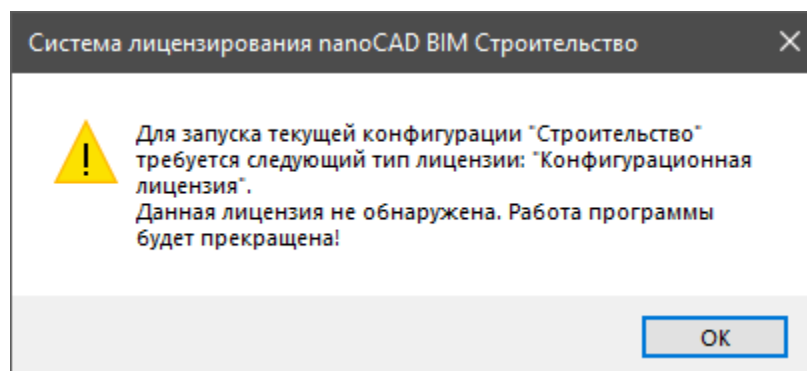 Система лицензирования nanoCAD BIM Строительство
Для запуска текущей конфигурации "Строительство"
требуется следующий тип лицензии: "Конфигурационная
лицензия".
Данная лицензия не обнаружена. Работа программы
будет прекращена!
ОК